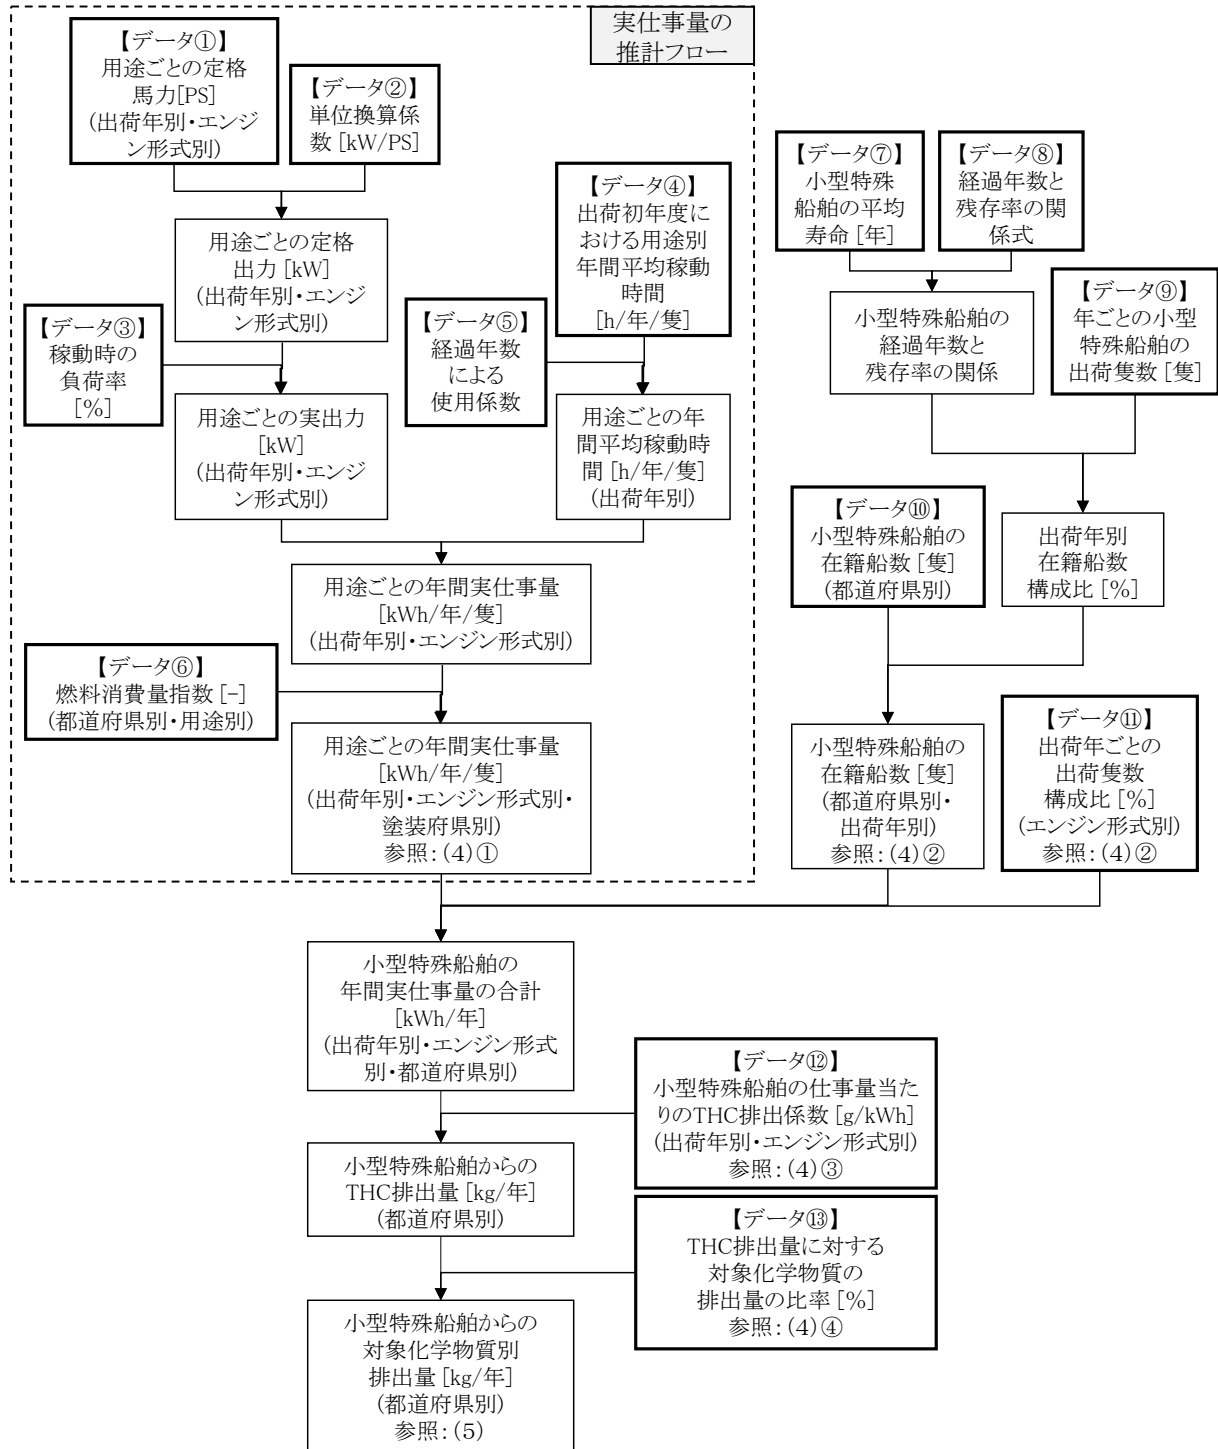 実仕事量の
推計フロー
【データ①】
用途ごとの定格
馬力[PS]
(出荷年別・エンジ
ン形式別)
【データ②】
単位換算係
数[kW/PS]
用途ごとの定格
出力[kW]
(出荷年別・エンジ
ン形式別)
【データ③】
稼動時の
負荷率
[%]
【データ④】
出荷初年度に
おける用途別
年間平均稼動
時間
[h/年/隻]
【データ⑤】
経過年数
による
使用係数
用途ごとの実出力
[kW]
(出荷年別・エンジ
ン形式別)
用途ごとの年
間平均稼動時
間[h/年/隻]
(出荷年別)
用途ごとの年間実仕事量
[kWh/年/隻]
(出荷年別・エンジン形式別)
【データ⑥】
燃料消費量指数[-]
(都道府県別・用途別)
用途ごとの年間実仕事量
[kWh/年/隻]
(出荷年別・エンジン形式別・
塗装府県別)
参照:(4)①
【データ⑦】
小型特殊
船舶の平均
寿命[年]
【データ⑧】
経過年数と
残存率の関
係式
小型特殊船舶の
経過年数と
残存率の関係
【データ⑨】
年ごとの小型
特殊船舶の
出荷隻数[隻]
【データ⑩】
小型特殊船舶の
在籍船数[隻]
(都道府県別)
出荷年別
在籍船数
構成比[%]
小型特殊船舶の
在籍船数[隻]
(都道府県別・
出荷年別)
参照:(4)②
【データ⑪】
出荷年ごとの
出荷隻数
構成比[%]
(エンジン形式別)
参照:(4)②
小型特殊船舶の
年間実仕事量の合計
[kWh/年]
(出荷年別・エンジン形式
別・都道府県別)
【データ⑫】
小型特殊船舶の仕事量当た
りのTHC排出係数[g/kWh]
(出荷年別・エンジン形式別)
参照:(4)③
小型特殊船舶からの
THC排出量[kg/年]
(都道府県別)
【データ⑬】
THC排出量に対する
対象化学物質の
排出量の比率[%]
参照:(4)④
小型特殊船舶からの
対象化学物質別
排出量[kg/年]
(都道府県別)
参照:(5)